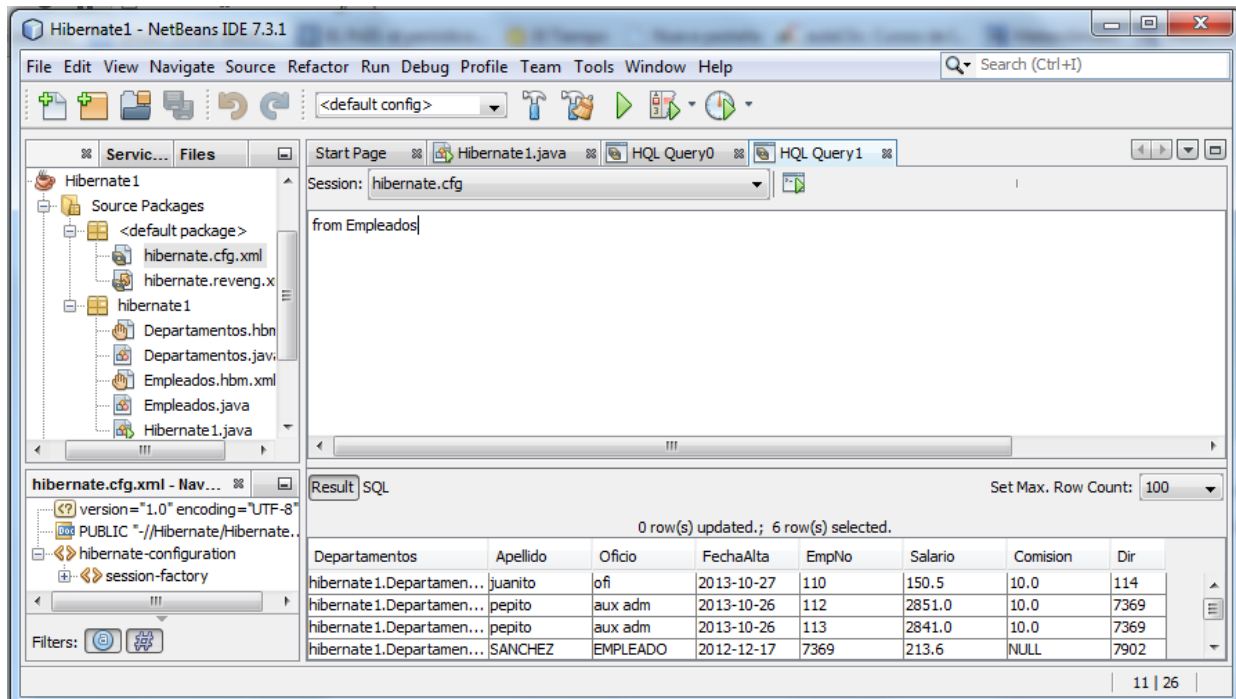 Hibernate1 - NetBeans IDE 7.3.1
File Edit View Navigate Source Refactor Run Debug Profile Team Tools Window Help
Search (Ctrl+I)
<default config>
Servic... Files
Start Page Hibernate1.java HQL Query0 HQL Query1
Session: hibernate.cfg
from Empleados
Hibernate1
Source Packages
<default package>
hibernate.cfg.xml
hibernate.reveng.x
hibernate1
Departamentos.hbm
Departamentos.java
Empleados.hbm.xml
Empleados.java
Hibernate1.java
hibernate.cfg.xml - Nav...
version="1.0" encoding="UTF-8"
PUBLIC "-//Hibernate/Hibernate..
hibernate-configuration
session-factory
Filters:
Result SQL Set Max. Row Count: 100
0 row(s) updated.; 6 row(s) selected.
Departamentos Apellido Oficio FechaAlta EmpNo Salario Comision Dir
hibernate1.Departamen... juanito ofi 2013-10-27 110 150.5 10.0 114
hibernate1.Departamen... pepito aux adm 2013-10-26 112 2851.0 10.0 7369
hibernate1.Departamen... pepito aux adm 2013-10-26 113 2841.0 10.0 7369
hibernate1.Departamen... SANCHEZ EMPLEADO 2012-12-17 7369 213.6 NULL 7902
11 | 26